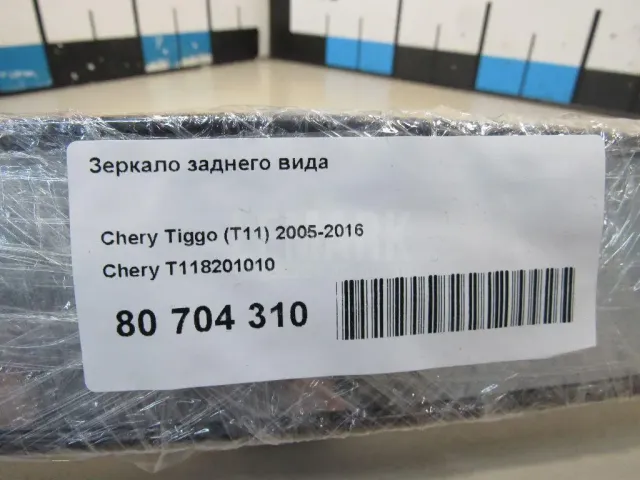 Зеркало заднего вида
Chery Tiggo (T11) 2005-2016
Chery T118201010
80 704 310